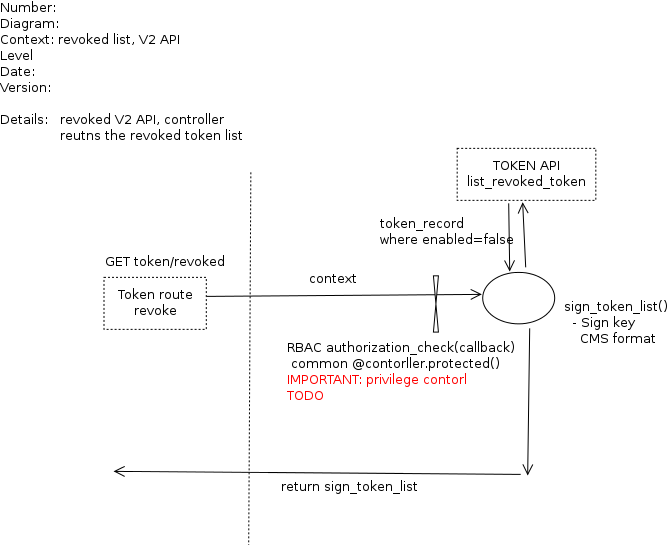 Number:
Diagram:
Context: revoked list, V2 API
Level
Date:
Version:
Details: revoked V2 API, controller
reutns the revoked token list
TOKEN API
list_revoked_token
token_record
where enabled=false
GET token/revoked
Token route
revoke
context
sign_token_list()
- Sign key
CMS format
RBAC authorization_check(callback)
common @contorller.protected()
IMPORTANT: privilege contorl
TODO
return sign_token_list